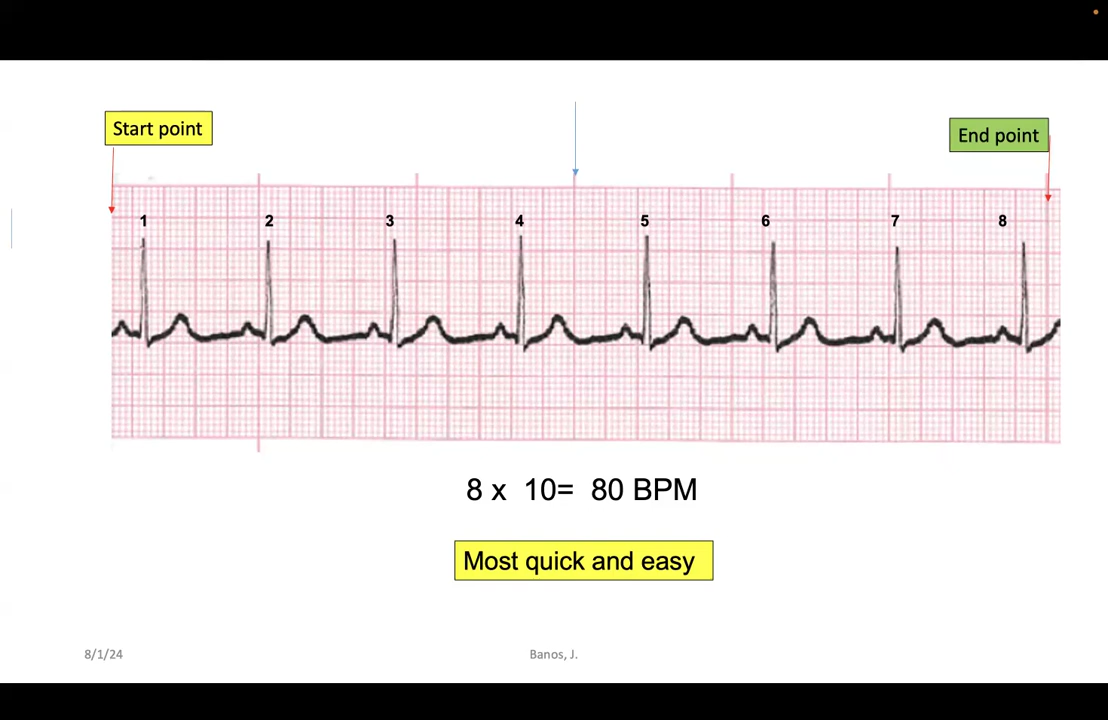 Start point
End point
1 2 3 4 5 6 7 8
8 x 10= 80 BPM
Most quick and easy
8/1/24
Banos, J.